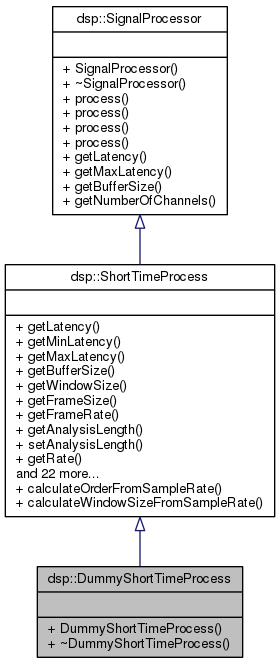 dsp::SignalProcessor
+ SignalProcessor()
+ ~SignalProcessor()
+ process()
+ process()
+ process()
+ process()
+ getLatency()
+ getMaxLatency()
+ getBufferSize()
+ getNumberOfChannels()
dsp::ShortTimeProcess
+ getLatency()
+ getMinLatency()
+ getMaxLatency()
+ getBufferSize()
+ getWindowSize()
+ getFrameSize()
+ getFrameRate()
+ getAnalysisLength()
+ setAnalysisLength()
+ getRate()
and 22 more...
+ calculateOrderFromSampleRate()
+ calculateWindowSizeFromSampleRate()
dsp::DummyShortTimeProcess
+ DummyShortTimeProcess()
+ ~DummyShortTimeProcess()